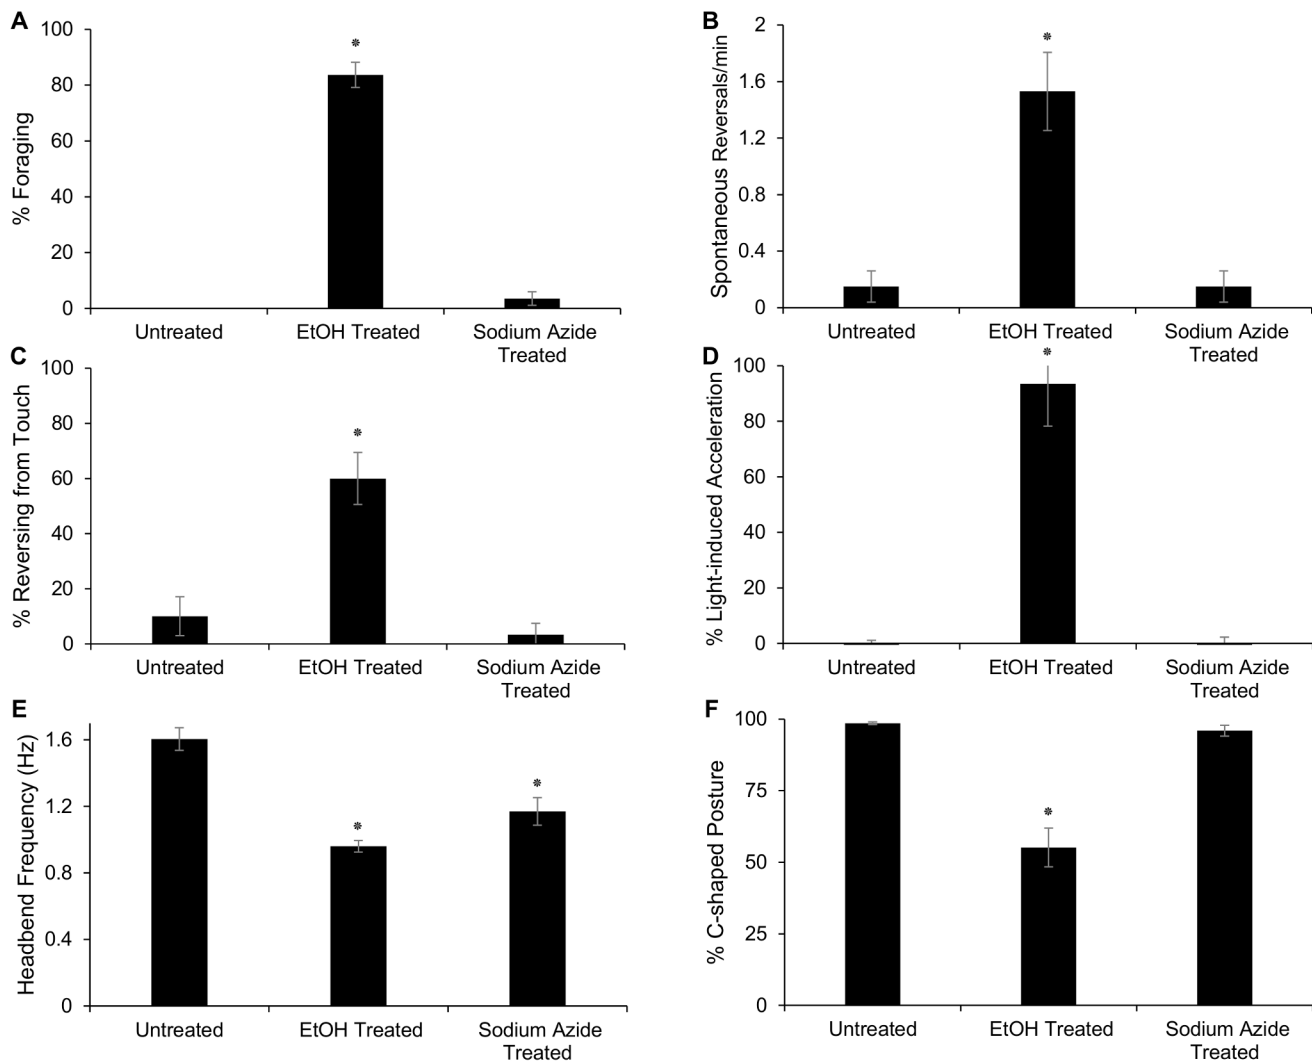 A
% Foraging
100
80
60
40
20
0
*
Untreated
EtOH Treated
Sodium Azide
Treated
B
Spontaneous Reversals/min
2
1.6
1.2
0.8
0.4
0
*
Untreated
EtOH Treated
Sodium Azide
Treated
C
% Reversing from Touch
100
80
60
40
20
0
*
Untreated
EtOH Treated
Sodium Azide
Treated
D
% Light-induced Acceleration
100
80
60
40
20
0
*
Untreated
EtOH Treated
Sodium Azide
Treated
E
Headbend Frequency (Hz)
1.6
1.2
0.8
0.4
0
*
*
Untreated
EtOH Treated
Sodium Azide
Treated
F
% C-shaped Posture
100
75
50
25
0
*
Untreated
EtOH Treated
Sodium Azide
Treated